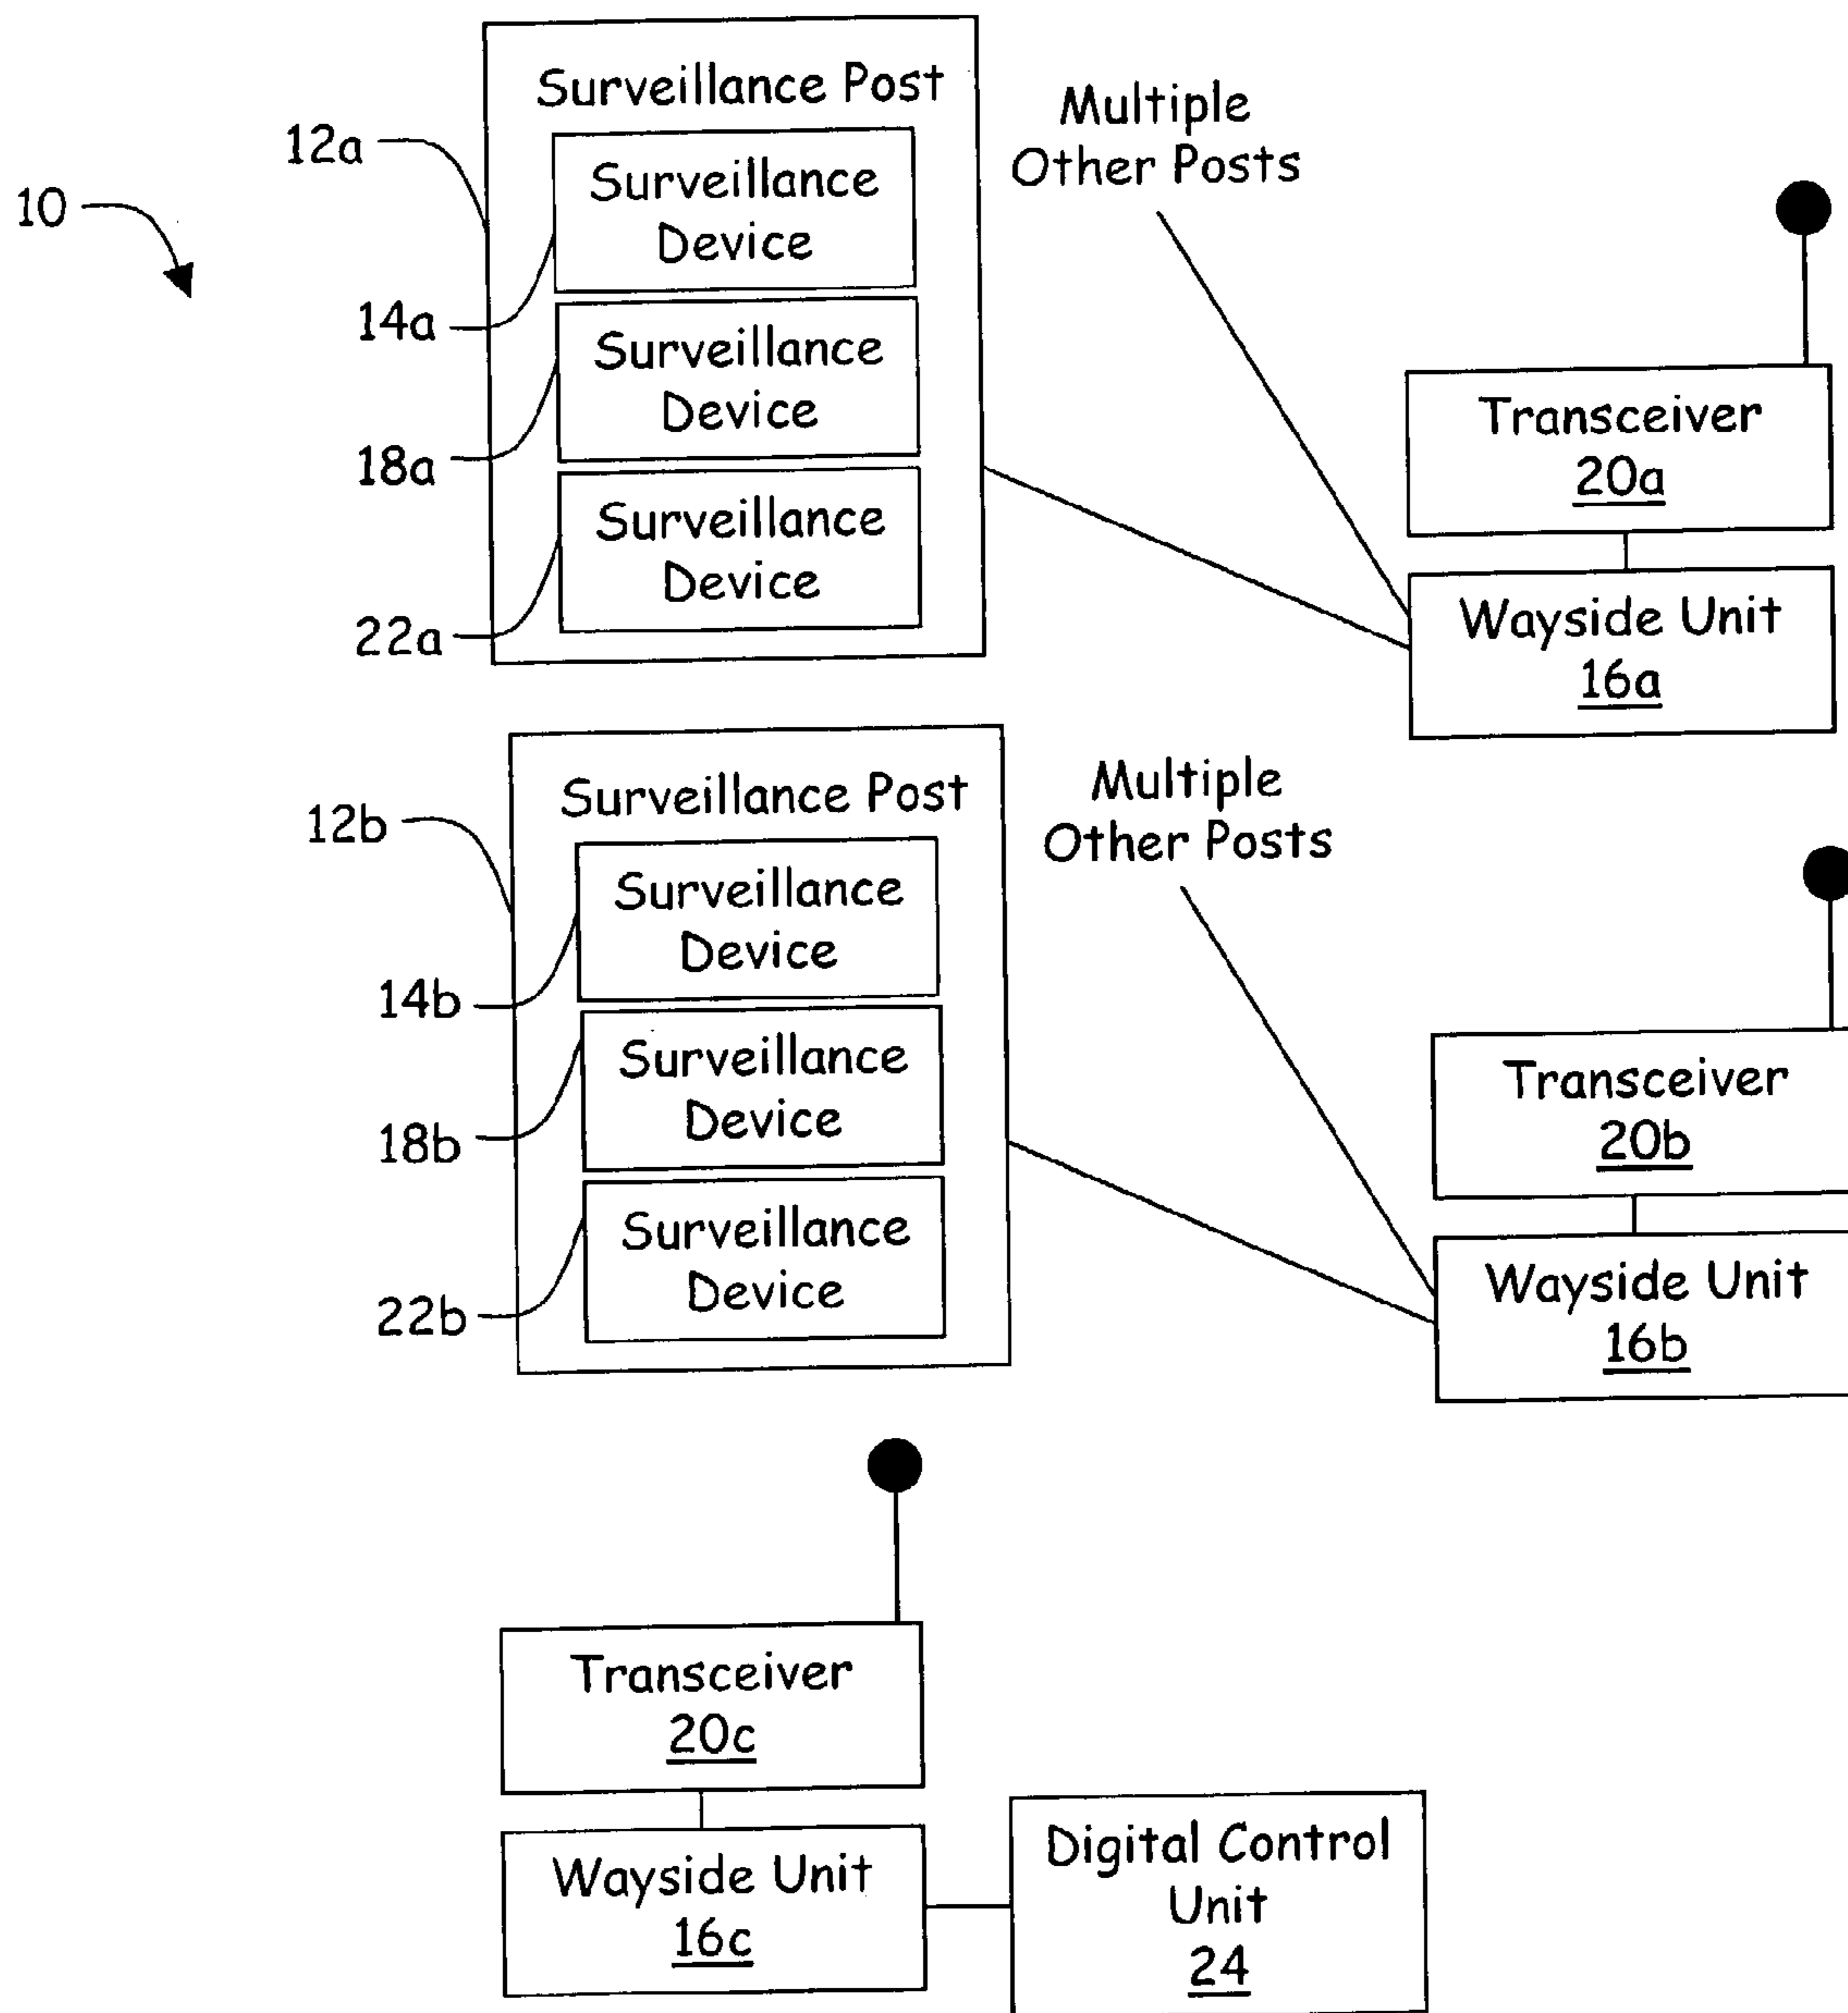 10
12a
Surveillance Post
Surveillance
Device
14a
Surveillance
Device
18a
Surveillance
Device
22a
Multiple
Other Posts
Transceiver
20a
Wayside Unit
16a
12b
Surveillance Post
Surveillance
Device
14b
Surveillance
Device
18b
Surveillance
Device
22b
Multiple
Other Posts
Transceiver
20b
Wayside Unit
16b
Transceiver
20c
Wayside Unit
16c
Digital Control
Unit
24